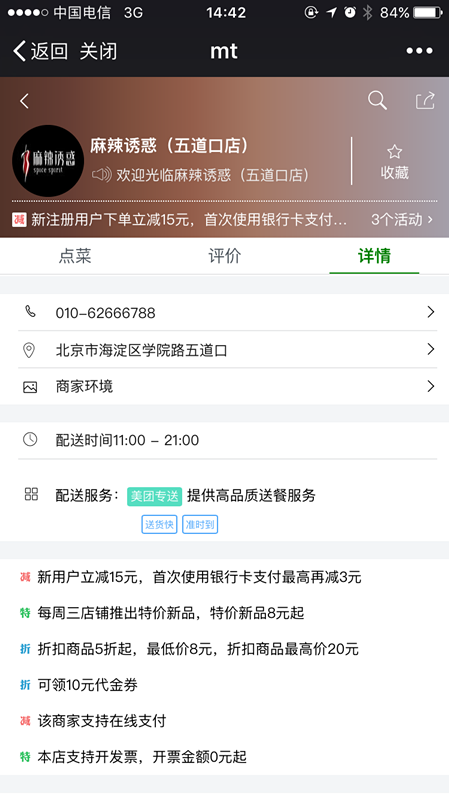 中国电信 3G 14:42 84%
返回 关闭 mt
麻辣诱惑 麻辣诱惑（五道口店）
spice spirit
欢迎光临麻辣诱惑（五道口店） 收藏
减 新注册用户下单立减15元，首次使用银行卡支付... 3个活动
点菜 评价 详情
010-62666788
北京市海淀区学院路五道口
商家环境
配送时间11:00 - 21:00
配送服务： 美团专送 提供高品质送餐服务
送货快 准时到
减 新用户立减15元，首次使用银行卡支付最高再减3元
特 每周三店铺推出特价新品，特价新品8元起
折 折扣商品5折起，最低价8元，折扣商品最高价20元
折 可领10元代金券
减 该商家支持在线支付
特 本店支持开发票，开票金额0元起